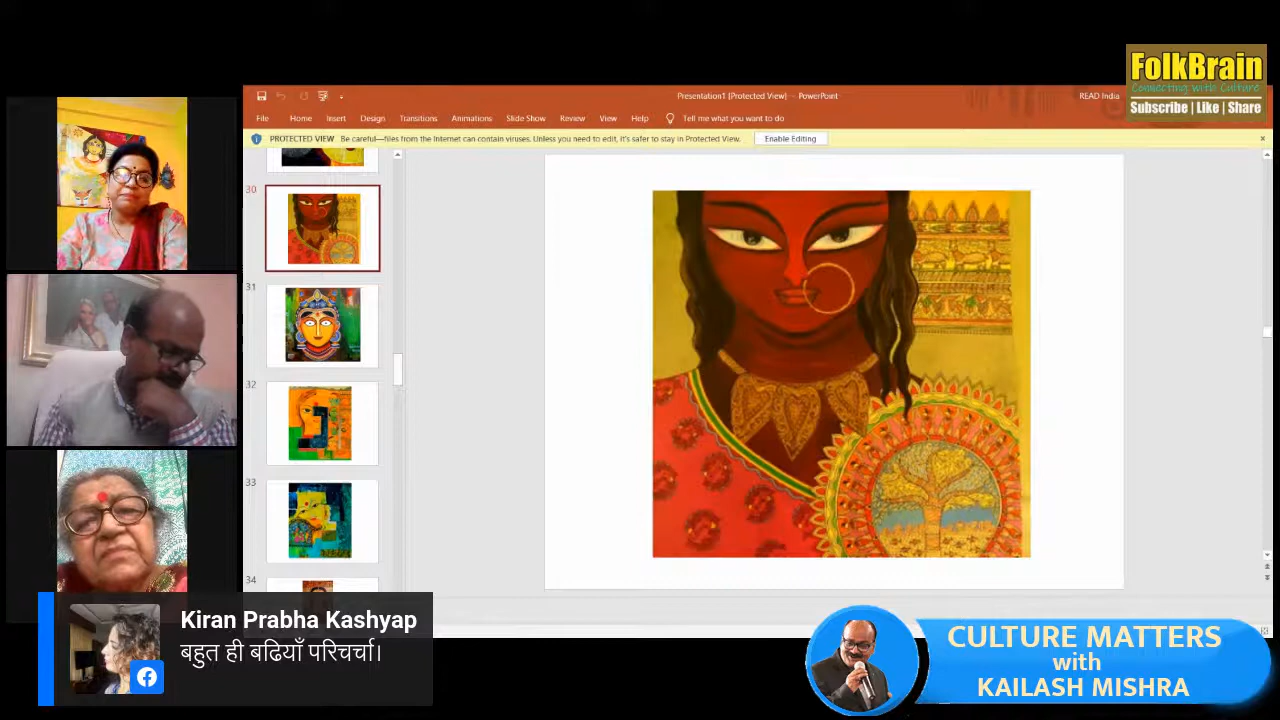 FolkBrain
Connecting with Culture
Subscribe | Like | Share
Presentation1 [Protected View] - PowerPoint
READ India
File Home Insert Design Transitions Animations Slide Show Review View Help Tell me what you want to do
PROTECTED VIEW Be careful—files from the Internet can contain viruses. Unless you need to edit, it's safer to stay in Protected View. Enable Editing
30
31
32
33
34
Kiran Prabha Kashyap
बहुत ही बढियाँ परिचर्चा।
CULTURE MATTERS
with
KAILASH MISHRA